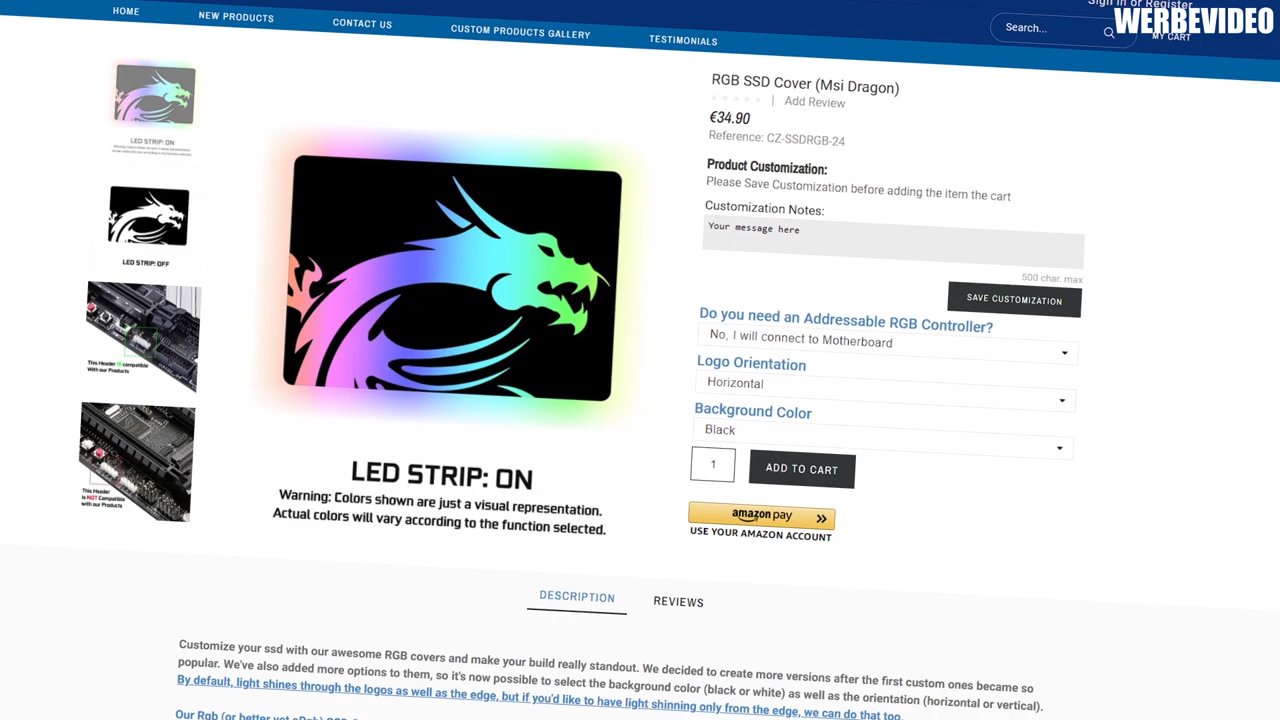 Sign in or Register
WERBEVIDEO
HOME
NEW PRODUCTS
CONTACT US
CUSTOM PRODUCTS GALLERY
TESTIMONIALS
Search...
MY CART
LED STRIP: ON
LED STRIP: OFF
This Header IS compatible
With our Products
This Header
is NOT Compatible
with our Products
LED STRIP: ON
Warning: Colors shown are just a visual representation.
Actual colors will vary according to the function selected.
RGB SSD Cover (Msi Dragon)
| Add Review
€34.90
Reference: CZ-SSDRGB-24
Product Customization:
Please Save Customization before adding the item the cart
Customization Notes:
Your message here
500 char. max
SAVE CUSTOMIZATION
Do you need an Addressable RGB Controller?
No, I will connect to Motherboard
Logo Orientation
Horizontal
Background Color
Black
1
ADD TO CART
amazon pay
USE YOUR AMAZON ACCOUNT
DESCRIPTION
REVIEWS
Customize your ssd with our awesome RGB covers and make your build really standout. We decided to create more versions after the first custom ones became so
popular. We've also added more options to them, so it's now possible to select the background color (black or white) as well as the orientation (horizontal or vertical).
By default, light shines through the logos as well as the edge, but if you'd like to have light shinning only from the edge, we can do that too.
Our Rgb (or better yet aRgb)